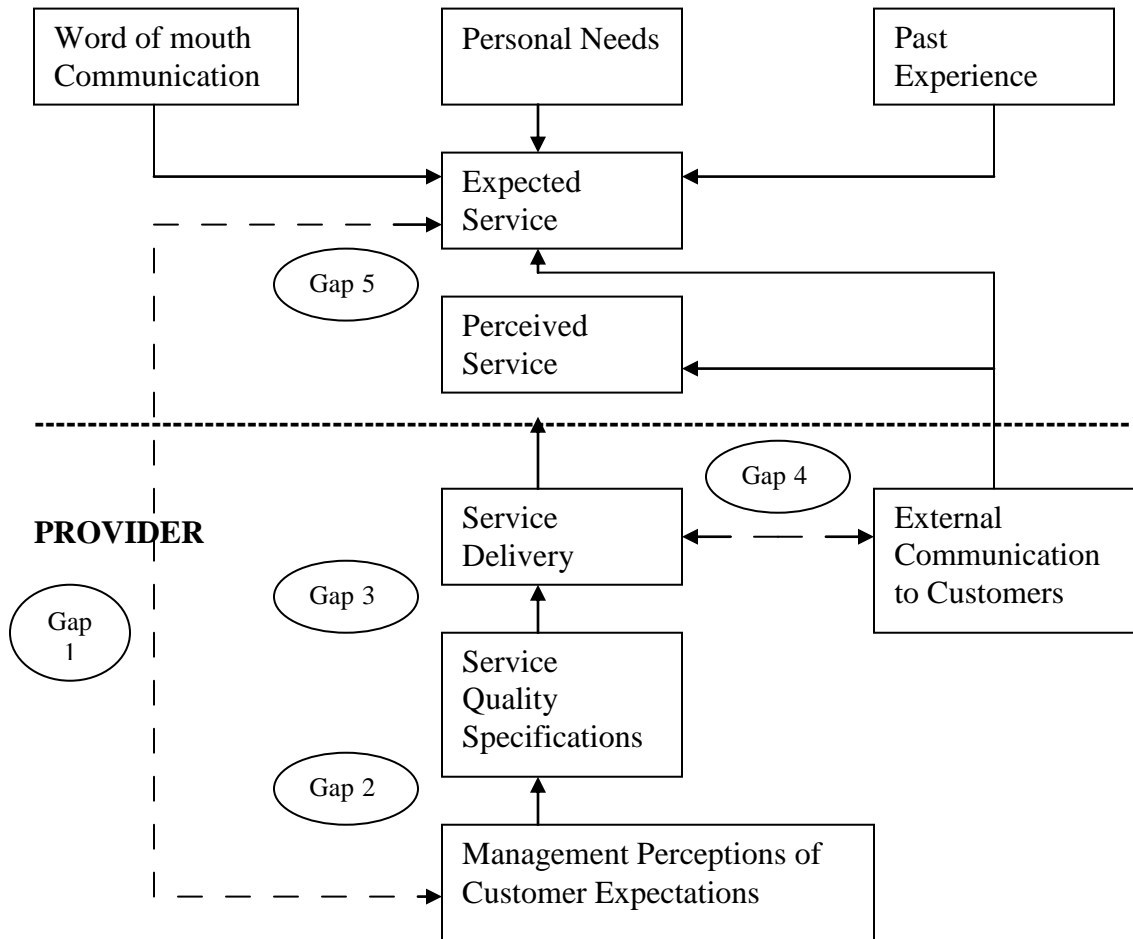 Word of mouth
Communication
Personal Needs
Past
Experience
Expected
Service
Gap 5
Perceived
Service
Gap 4
PROVIDER
Service
Delivery
External
Communication
to Customers
Gap 3
Gap
1
Service
Quality
Specifications
Gap 2
Management Perceptions of
Customer Expectations